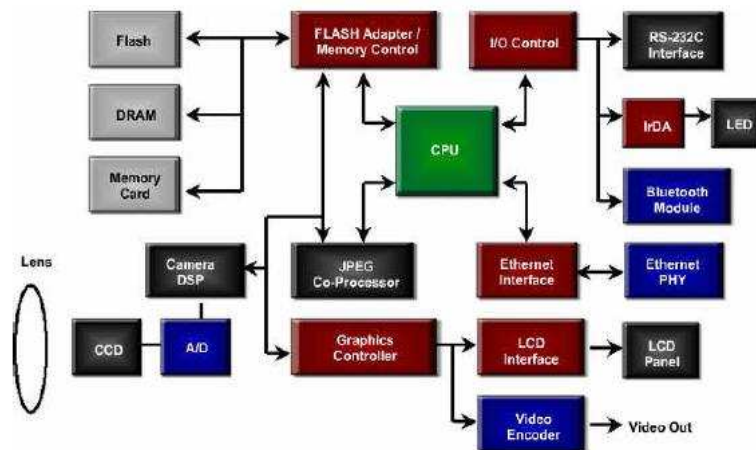 Flash
FLASH Adapter /
Memory Control
I/O Control
RS-232C
Interface
DRAM
CPU
IrDA
LED
Memory
Card
Bluetooth
Module
Lens
Camera
DSP
JPEG
Co-Processor
Ethernet
Interface
Ethernet
PHY
CCD
A/D
Graphics
Controller
LCD
Interface
LCD
Panel
Video
Encoder
Video Out